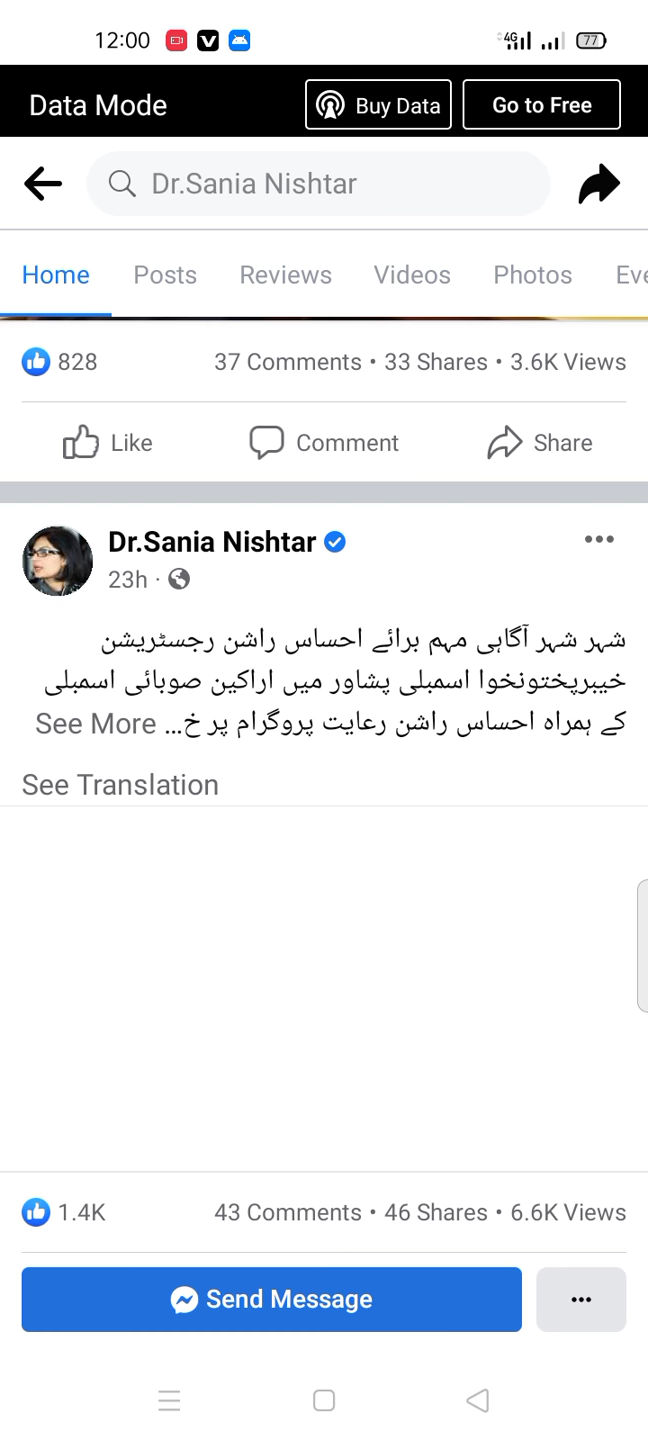 12:00
4G 77
Data Mode Buy Data Go to Free
Dr.Sania Nishtar
Home Posts Reviews Videos Photos Eve
828 37 Comments • 33 Shares • 3.6K Views
Like Comment Share
Dr.Sania Nishtar
23h ·
شہر شہر آگاہی مہم برائے احساس راشن رجسٹریشن
خیبرپختونخوا اسمبلی پشاور میں اراکین صوبائی اسمبلی
کے ہمراہ احساس راشن رعایت پروگرام پر خ... See More
See Translation
1.4K 43 Comments • 46 Shares • 6.6K Views
Send Message